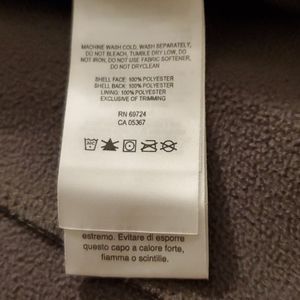 MACHINE WASH COLD, WASH SEPARATELY,
DO NOT BLEACH, TUMBLE DRY LOW, DO
NOT IRON, DO NOT USE FABRIC SOFTENER,
DO NOT DRYCLEAN
SHELL FACE: 100% POLYESTER
SHELL BACK: 100% POLYESTER
LINING: 100% POLYESTER
EXCLUSIVE OF TRIMMING
RN 69724
CA 05367
estremo. Evitare di esporre
questo capo a calore forte,
fiamma o scintille.